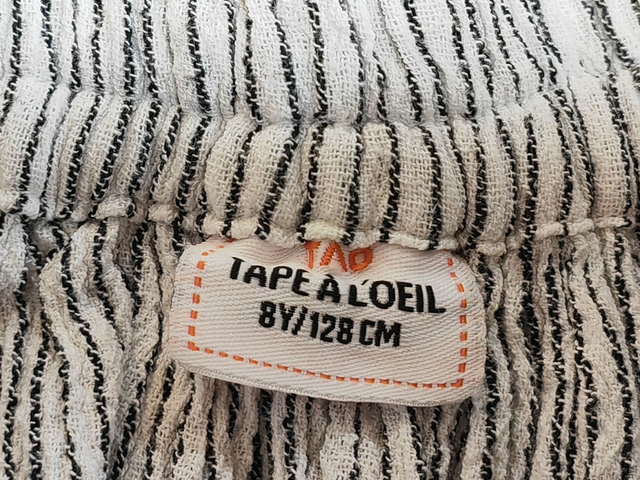 TAO
TAPE À L'OEIL
8Y/128 CM